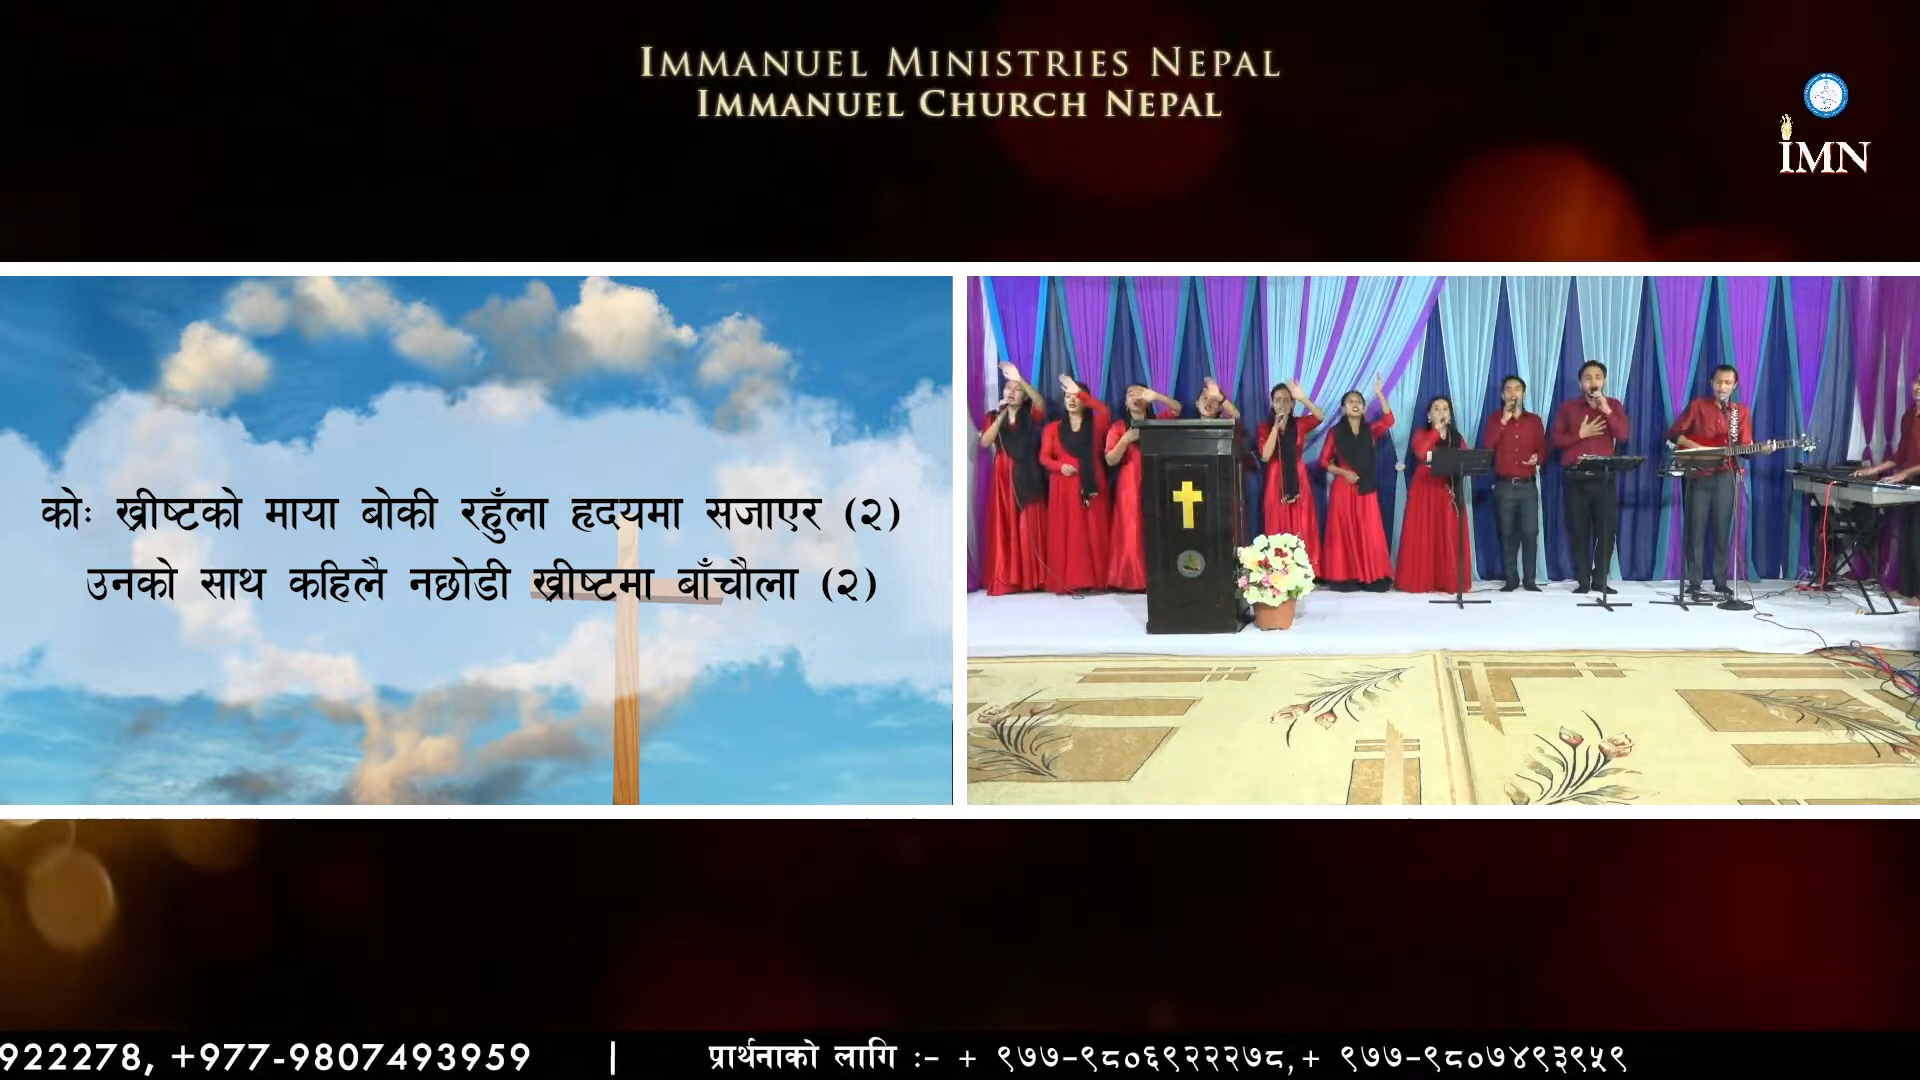 IMMANUEL MINISTRIES NEPAL
IMMANUEL CHURCH NEPAL
IMN
कोः ख्रीष्टको माया बोकी रहुँला हृदयमा सजाएर (२)
उनको साथ कहिलै नछोडी ख्रीष्टमा बाँचौला (२)
922278, +977-9807493959 | प्रार्थनाको लागि :- + ९७७-९८०६९२२२७८,+ ९७७-९८०७४९३९५९